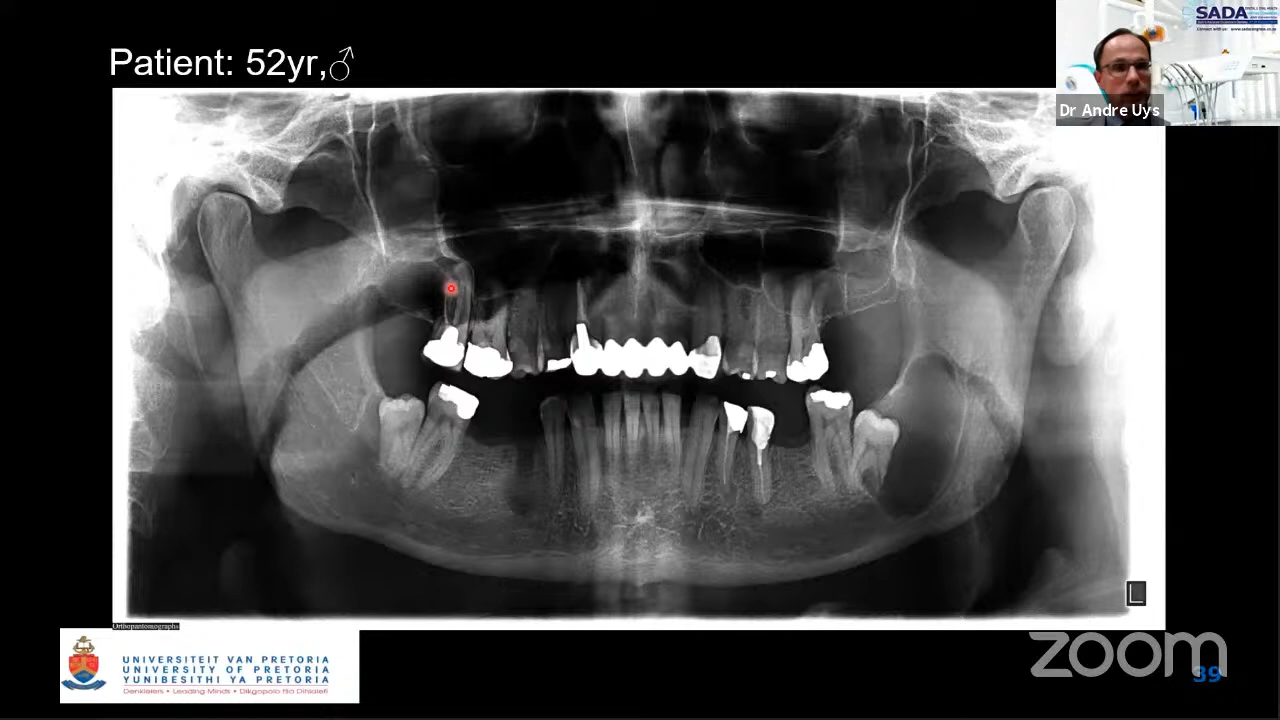 Patient: 52yr,♂
SADA
Dr Andre Uys
L
Orthopantomographs
UNIVERSITEIT VAN PRETORIA
UNIVERSITY OF PRETORIA
YUNIBESITHI YA PRETORIA
Denkleiers • Leading Minds • Dikgopolo tša Dihlalefi
zoom
39